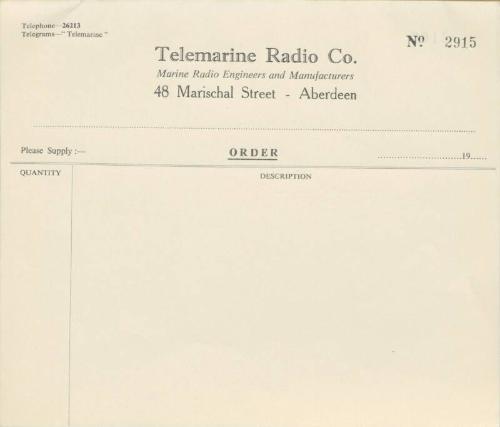 Telephone—26213
Telegrams—"Telemarine"
Nº 2915
Telemarine Radio Co.
Marine Radio Engineers and Manufacturers
48 Marischal Street - Aberdeen
Please Supply :—
ORDER
19
QUANTITY
DESCRIPTION